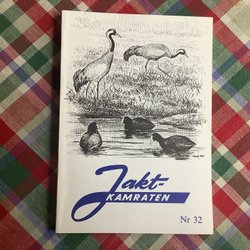 Jakt-
KAMRATEN
Nr 32